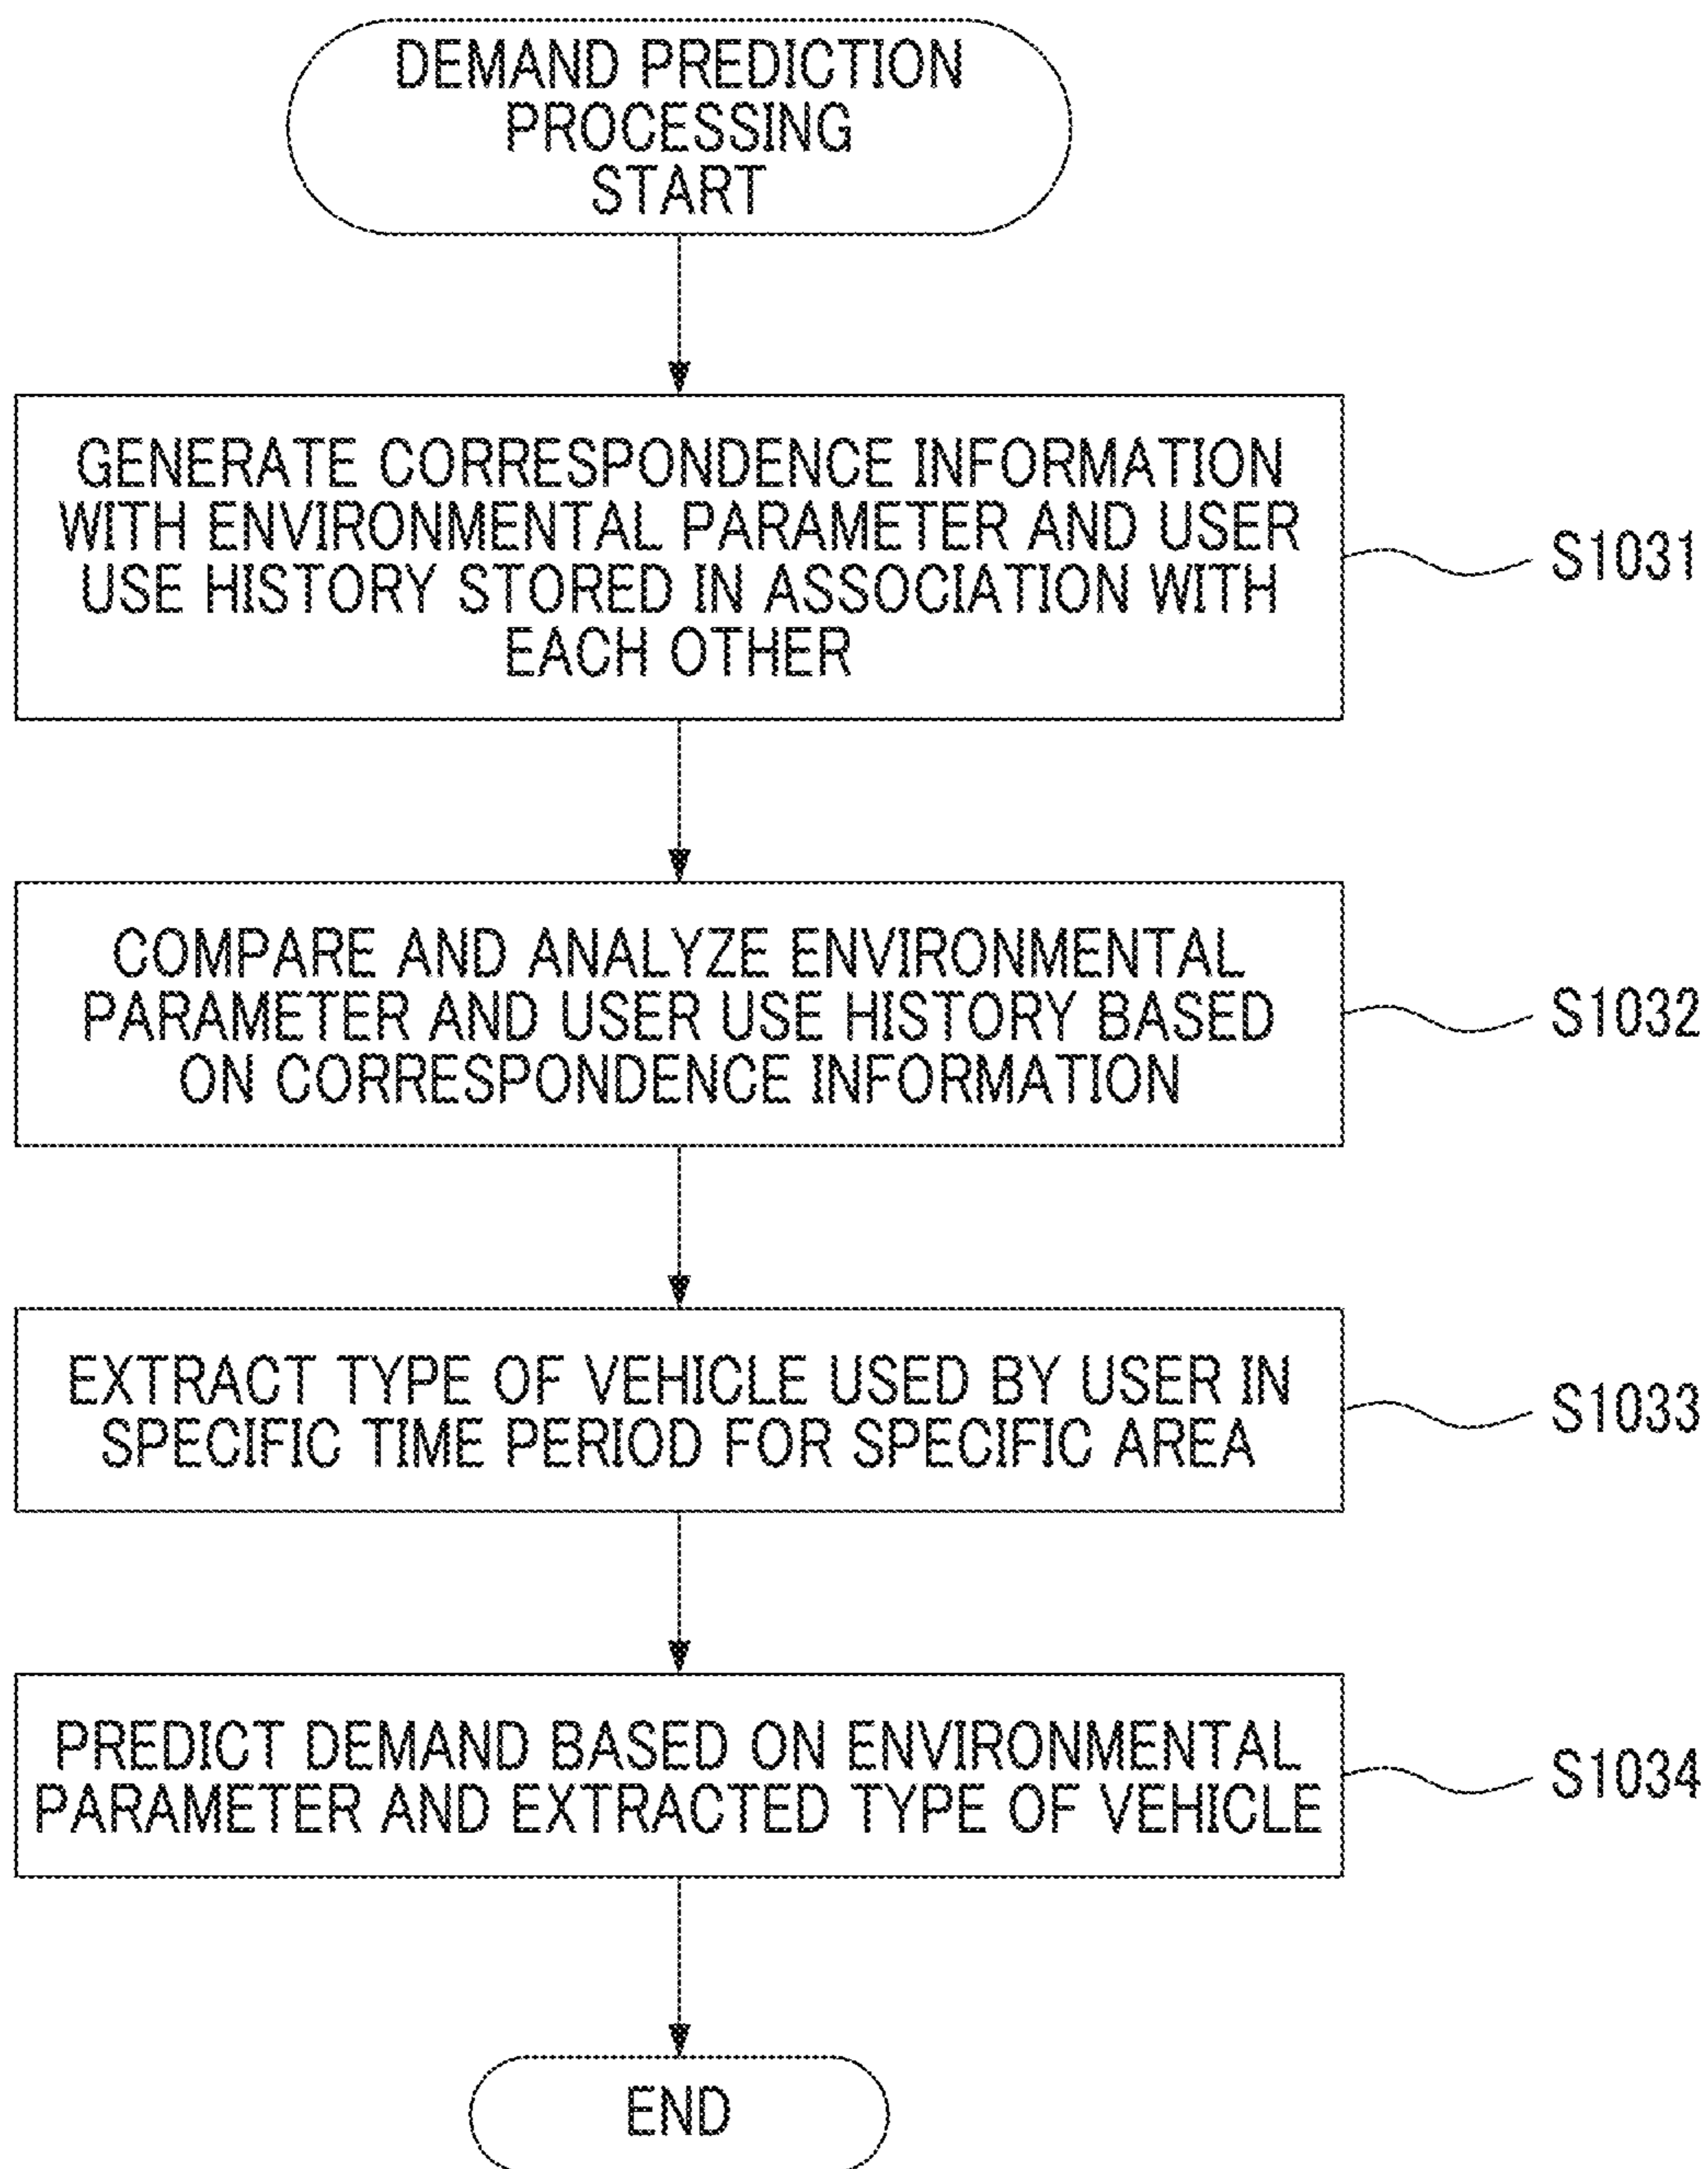 DEMAND PREDICTION
PROCESSING
START
GENERATE CORRESPONDENCE INFORMATION
WITH ENVIRONMENTAL PARAMETER AND USER
USE HISTORY STORED IN ASSOCIATION WITH
EACH OTHER
S1031
COMPARE AND ANALYZE ENVIRONMENTAL
PARAMETER AND USER USE HISTORY BASED
ON CORRESPONDENCE INFORMATION
S1032
EXTRACT TYPE OF VEHICLE USED BY USER IN
SPECIFIC TIME PERIOD FOR SPECIFIC AREA
S1033
PREDICT DEMAND BASED ON ENVIRONMENTAL
PARAMETER AND EXTRACTED TYPE OF VEHICLE
S1034
END